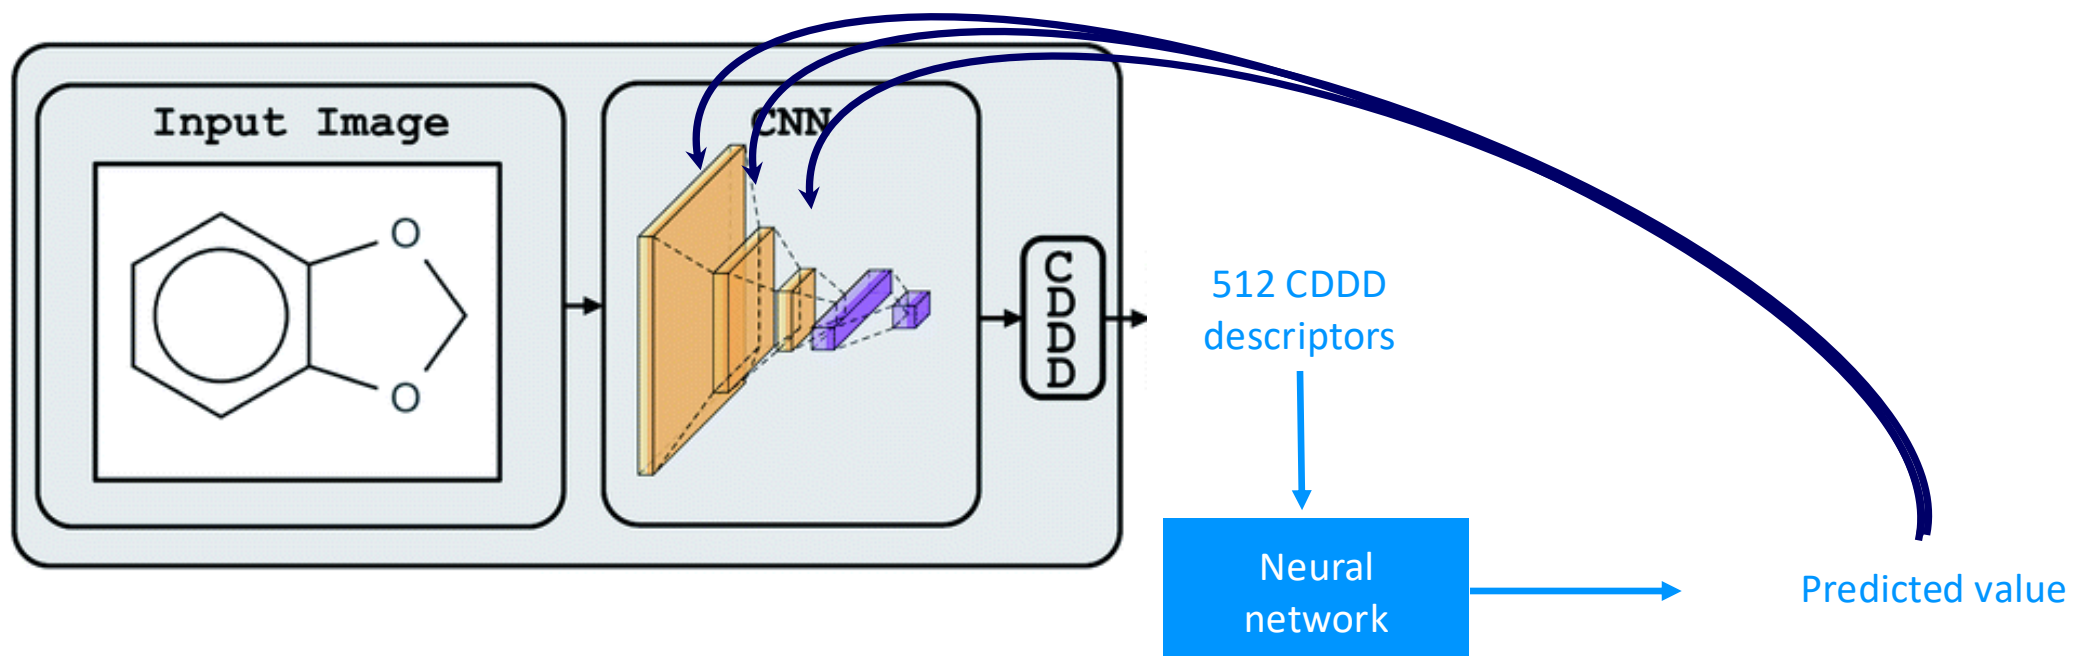 Input Image
CNN
O
O
C
D
D
D
512 CDDD
descriptors
Neural
network
Predicted value